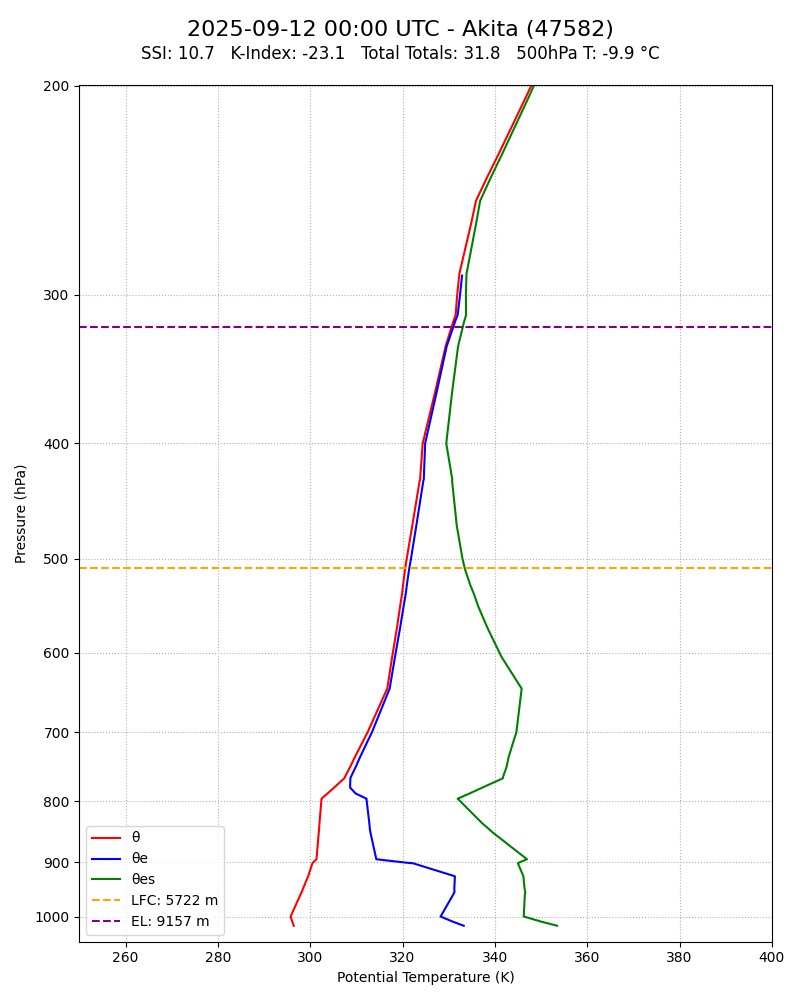 2025-09-12 00:00 UTC - Akita (47582)
SSI: 10.7 K-Index: -23.1 Total Totals: 31.8 500hPa T: -9.9 °C
200
300
400
500
600
700
800
900
1000
Pressure (hPa)
θ
θe
θes
LFC: 5722 m
EL: 9157 m
260 280 300 320 340 360 380 400
Potential Temperature (K)